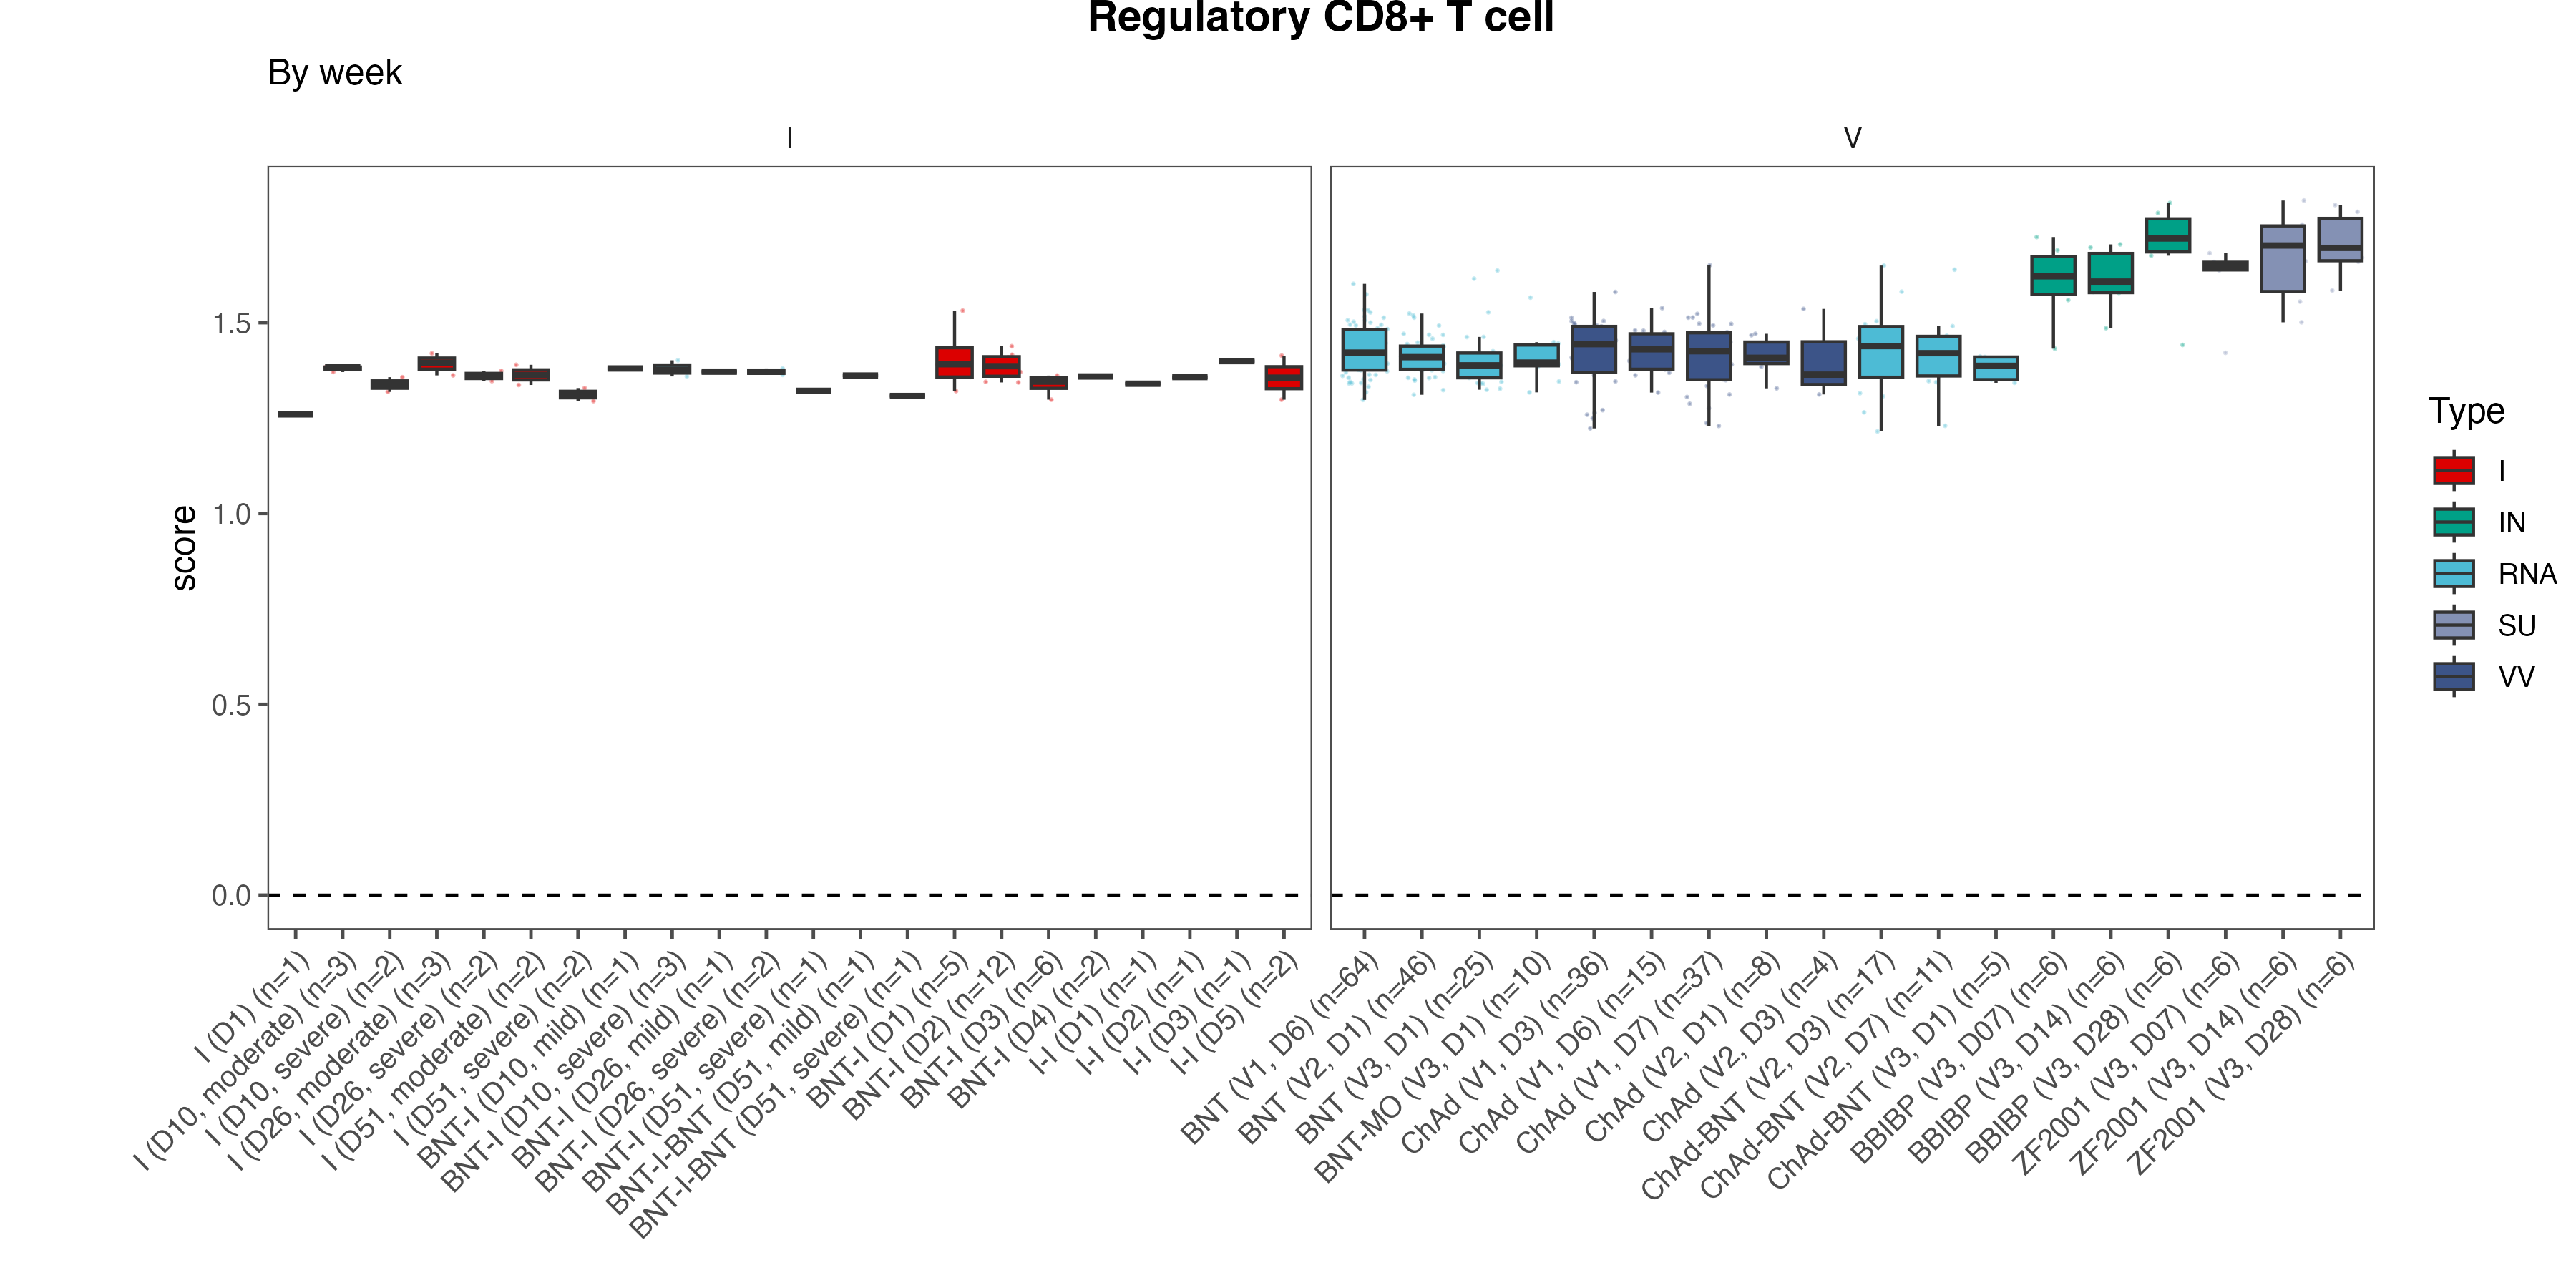 Regulatory CD8+ T cell
By week
I
V
score
1.5
1.0
0.5
0.0
I (D1) (n=1)
I (D10, moderate) (n=3)
I (D10, severe) (n=2)
I (D26, moderate) (n=3)
I (D26, severe) (n=2)
I (D51, moderate) (n=2)
I (D51, severe) (n=2)
BNT-I (D10, mild) (n=1)
BNT-I (D10, severe) (n=3)
BNT-I (D26, mild) (n=1)
BNT-I (D26, severe) (n=2)
BNT-I (D51, severe) (n=1)
BNT-I-BNT (D51, mild) (n=1)
BNT-I-BNT (D51, severe) (n=1)
BNT-I (D1) (n=5)
BNT-I (D2) (n=12)
BNT-I (D3) (n=6)
BNT-I (D4) (n=2)
I-I (D1) (n=1)
I-I (D2) (n=1)
I-I (D3) (n=1)
I-I (D5) (n=2)
BNT (V1, D6) (n=64)
BNT (V2, D1) (n=46)
BNT (V3, D1) (n=25)
BNT-MO (V3, D1) (n=10)
ChAd (V1, D3) (n=36)
ChAd (V1, D6) (n=15)
ChAd (V1, D7) (n=37)
ChAd (V2, D1) (n=8)
ChAd (V2, D3) (n=4)
ChAd-BNT (V2, D3) (n=17)
ChAd-BNT (V2, D7) (n=11)
ChAd-BNT (V3, D1) (n=5)
BBIBP (V3, D07) (n=6)
BBIBP (V3, D14) (n=6)
BBIBP (V3, D28) (n=6)
ZF2001 (V3, D07) (n=6)
ZF2001 (V3, D14) (n=6)
ZF2001 (V3, D28) (n=6)
Type
I
IN
RNA
SU
VV